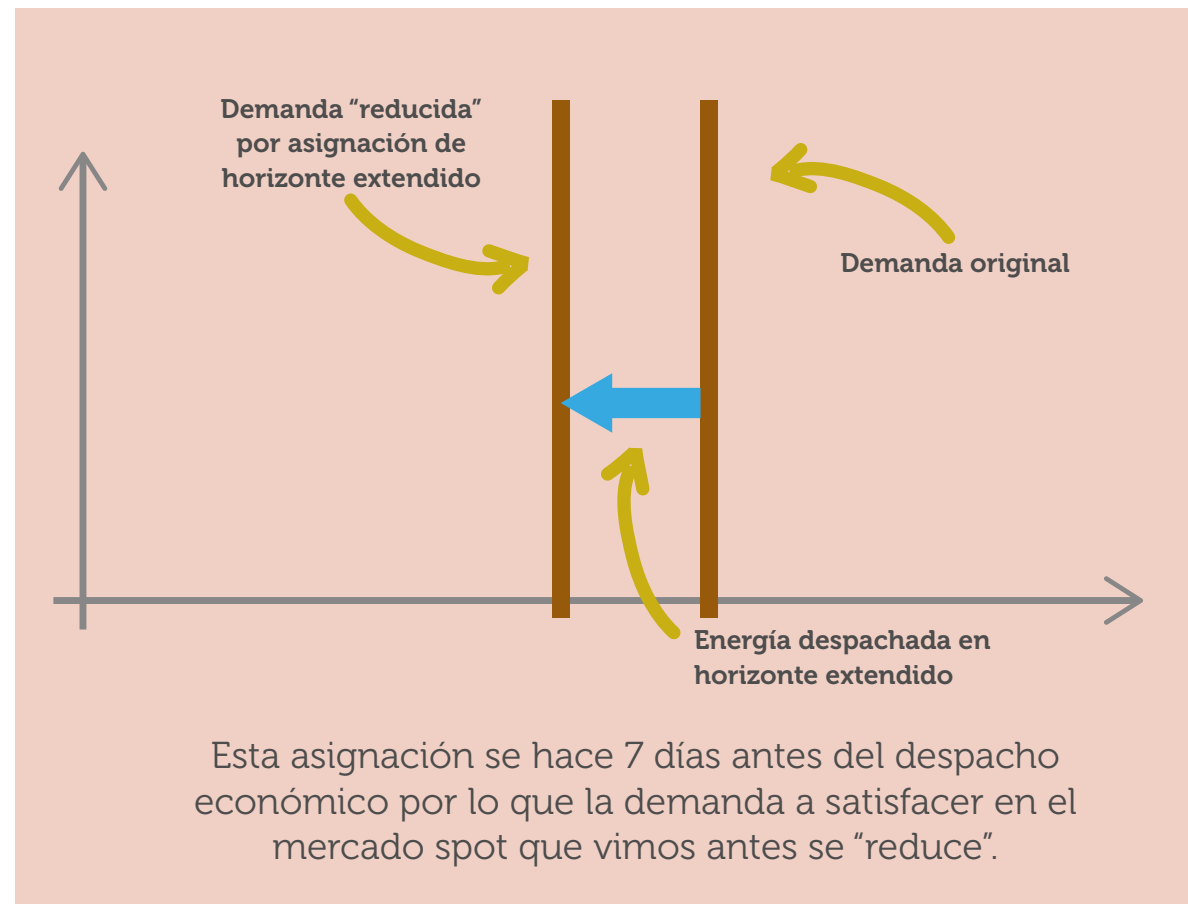 Demanda “reducida”
por asignación de
horizonte extendido
Demanda original
Energía despachada en
horizonte extendido
Esta asignación se hace 7 días antes del despacho
económico por lo que la demanda a satisfacer en el
mercado spot que vimos antes se “reduce”.